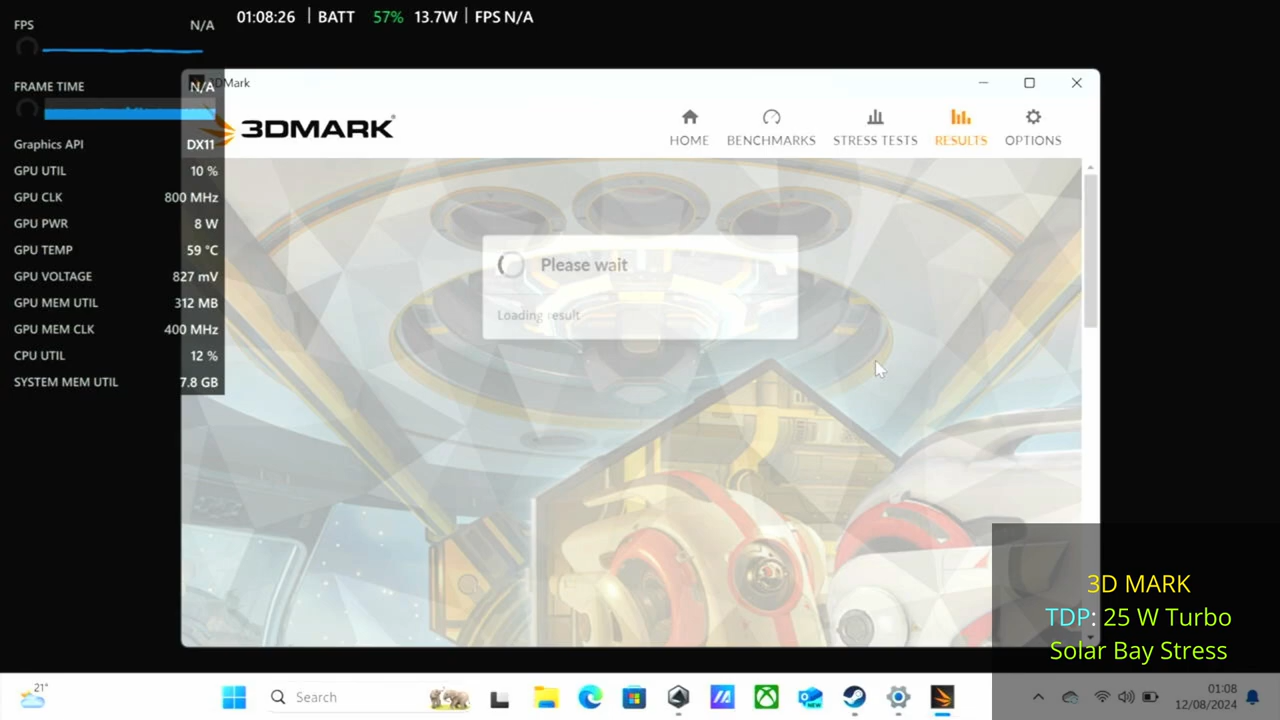 01:08:26 | BATT 57% 13.7W | FPS N/A
FPS N/A
FRAME TIME N/A
Graphics API DX11
GPU UTIL 10 %
GPU CLK 800 MHz
GPU PWR 8 W
GPU TEMP 59 °C
GPU VOLTAGE 827 mV
GPU MEM UTIL 312 MB
GPU MEM CLK 400 MHz
CPU UTIL 12 %
SYSTEM MEM UTIL 7.8 GB
3DMark
3DMARK
HOME BENCHMARKS STRESS TESTS RESULTS OPTIONS
Please wait
Loading result
3D MARK
TDP: 25 W Turbo
Solar Bay Stress
21°
Search
NEW
01:08
12/08/2024